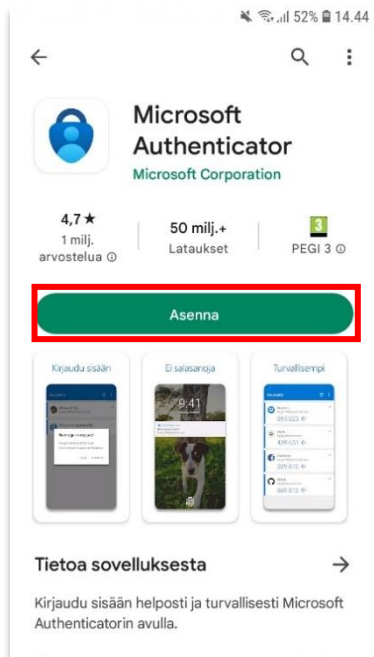 52% 14.44
Microsoft
Authenticator
Microsoft Corporation
4,7 ★
1 milj.
arvostelua
50 milj.+
Lataukset
3
PEGI 3
Asenna
Kirjaudu sisään
Ei salasanoja
Turvallisempi
9:41
Tietoa sovelluksesta
Kirjaudu sisään helposti ja turvallisesti Microsoft
Authenticatorin avulla.